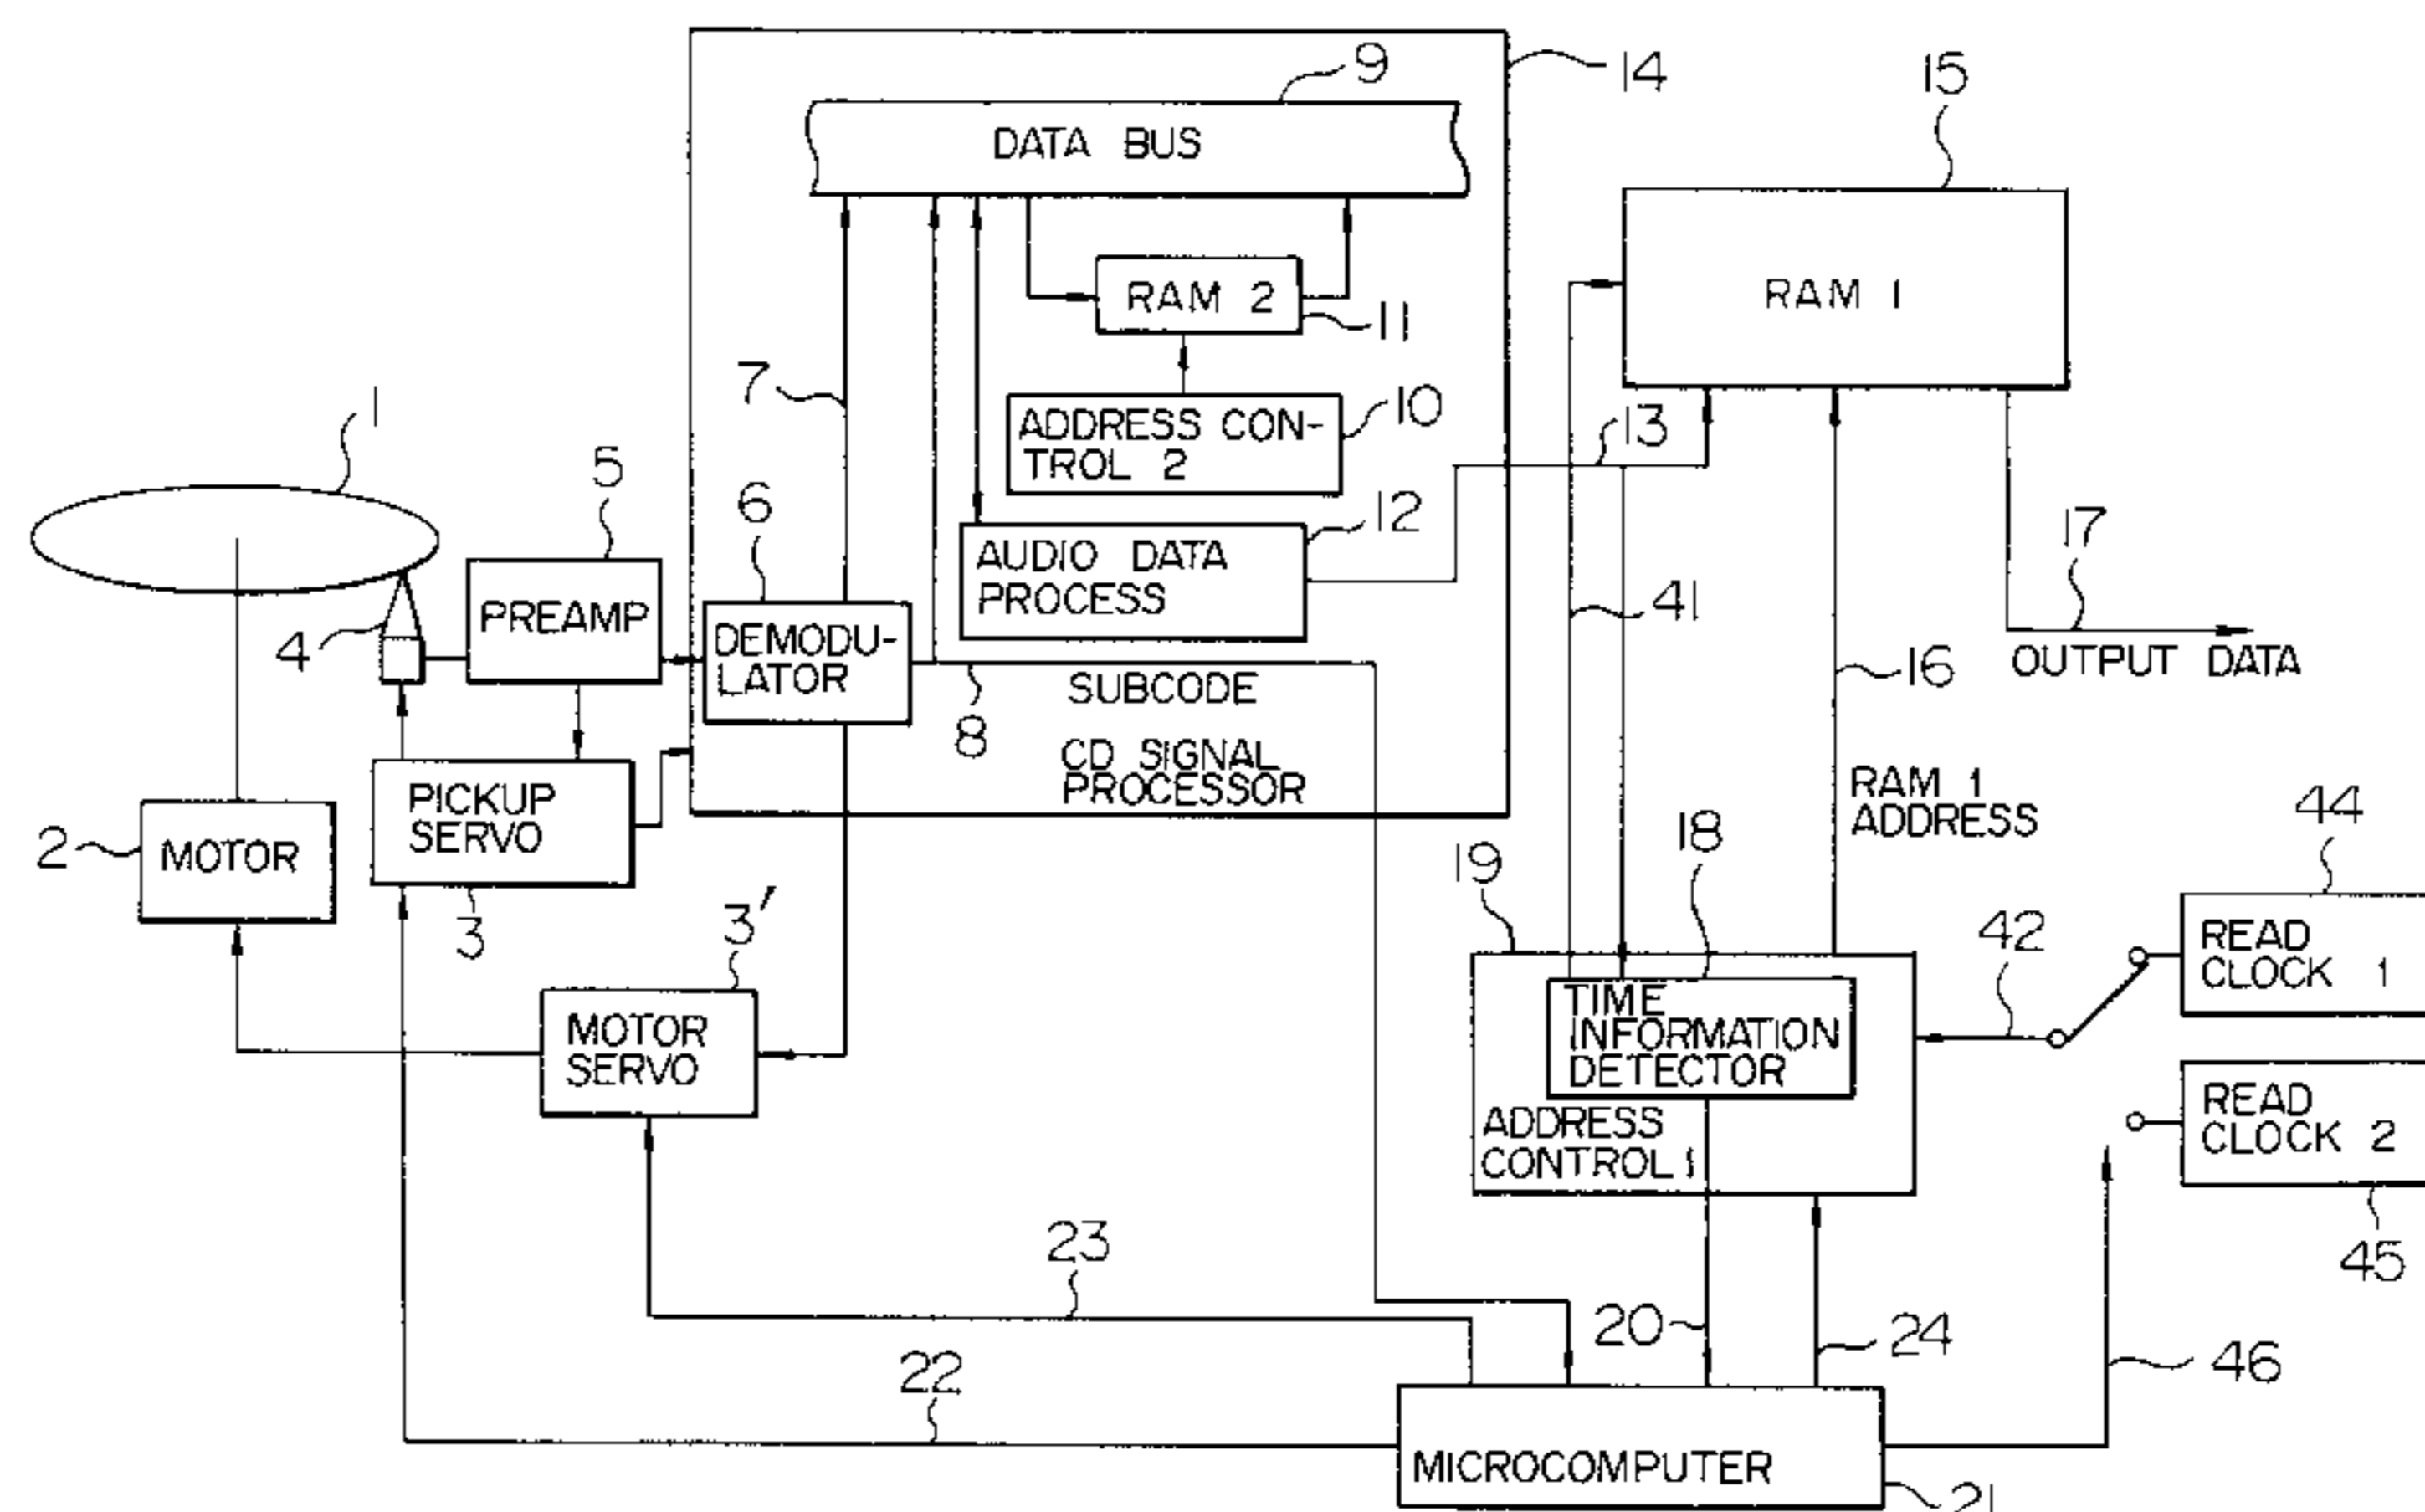 9
14
15
DATA BUS
RAM 2
11
RAM 1
7
1
5
6
ADDRESS CON-
TROL 2
10
13
12
AUDIO DATA
PROCESS
41
17
4
PREAMP
DEMODU-
LATOR
8
SUBCODE
16
OUTPUT DATA
CD SIGNAL
PROCESSOR
PICKUP
SERVO
3
2
MOTOR
3'
MOTOR
SERVO
RAM 1
ADDRESS
19
18
42
44
READ
CLOCK 1
TIME
INFORMATION
DETECTOR
ADDRESS
CONTROL 1
READ
CLOCK 2
45
23
22
20
24
46
MICROCOMPUTER
21